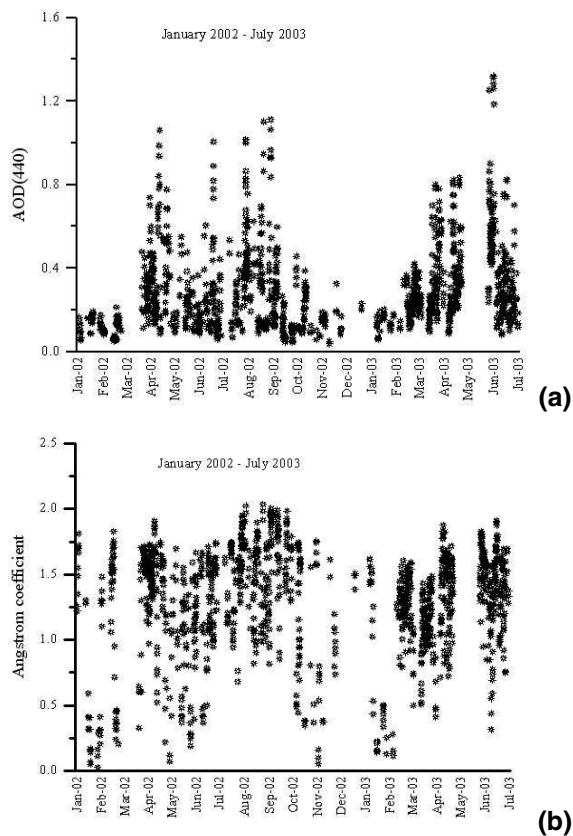 January 2002 - July 2003
AOD(440)
1.6
1.2
0.8
0.4
0.0
Jan-02
Feb-02
Mar-02
Apr-02
May-02
Jun-02
Jul-02
Aug-02
Sep-02
Oct-02
Nov-02
Dec-02
Jan-03
Feb-03
Mar-03
Apr-03
May-03
Jun-03
Jul-03
(a)
January 2002 - July 2003
Angstrom coefficient
2.5
2.0
1.5
1.0
0.5
0.0
Jan-02
Feb-02
Mar-02
Apr-02
May-02
Jun-02
Jul-02
Aug-02
Sep-02
Oct-02
Nov-02
Dec-02
Jan-03
Feb-03
Mar-03
Apr-03
May-03
Jun-03
Jul-03
(b)